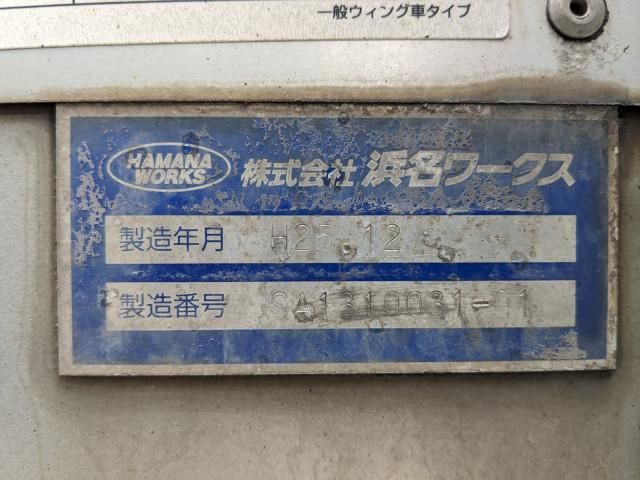 一般ウィング車タイプ
HAMANA
WORKS
株式会社 浜名ワークス
製造年月 H25.12
製造番号 SA1310031-01